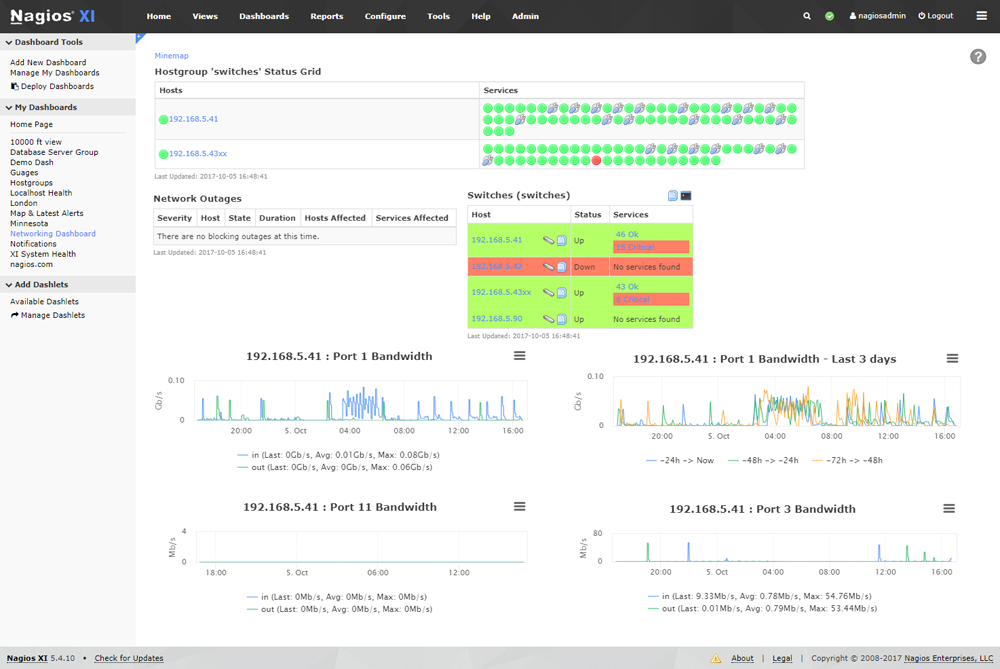 Nagios® XI
Home Views Dashboards Reports Configure Tools Help Admin
nagiosadmin Logout
Dashboard Tools
Add New Dashboard
Manage My Dashboards
Deploy Dashboards
My Dashboards
Home Page
10000 ft view
Database Server Group
Demo Dash
Guages
Hostgroups
Localhost Health
London
Map & Latest Alerts
Minnesota
Networking Dashboard
Notifications
XI System Health
nagios.com
Add Dashlets
Available Dashlets
Manage Dashlets
Minemap
Hostgroup 'switches' Status Grid
Hosts Services
192.168.5.41
192.168.5.43xx
Last Updated: 2017-10-05 16:48:41
Network Outages
Severity Host State Duration Hosts Affected Services Affected
There are no blocking outages at this time.
Last Updated: 2017-10-05 16:48:41
Switches (switches)
Host Status Services
192.168.5.41 Up 46 Ok
15 Critical
192.168.5.42 Down No services found
192.168.5.43xx Up 43 Ok
6 Critical
192.168.5.90 Up No services found
Last Updated: 2017-10-05 16:48:41
192.168.5.41 : Port 1 Bandwidth
Gb/s
0.10
0
20:00 5. Oct 04:00 08:00 12:00 16:00
in (Last: 0Gb/s, Avg: 0.01Gb/s, Max: 0.08Gb/s)
out (Last: 0Gb/s, Avg: 0Gb/s, Max: 0.06Gb/s)
192.168.5.41 : Port 1 Bandwidth - Last 3 days
Gb/s
0.10
0
20:00 5. Oct 04:00 08:00 12:00 16:00
-24h -> Now -48h -> -24h -72h -> -48h
192.168.5.41 : Port 11 Bandwidth
Mb/s
4
0
18:00 5. Oct 06:00 12:00
in (Last: 0Mb/s, Avg: 0Mb/s, Max: 0Mb/s)
out (Last: 0Mb/s, Avg: 0Mb/s, Max: 0Mb/s)
192.168.5.41 : Port 3 Bandwidth
Mb/s
80
0
20:00 5. Oct 04:00 08:00 12:00 16:00
in (Last: 9.33Mb/s, Avg: 0.78Mb/s, Max: 54.76Mb/s)
out (Last: 0.01Mb/s, Avg: 0.79Mb/s, Max: 53.44Mb/s)
Nagios XI 5.4.10 • Check for Updates
About | Legal | Copyright © 2008-2017 Nagios Enterprises, LLC